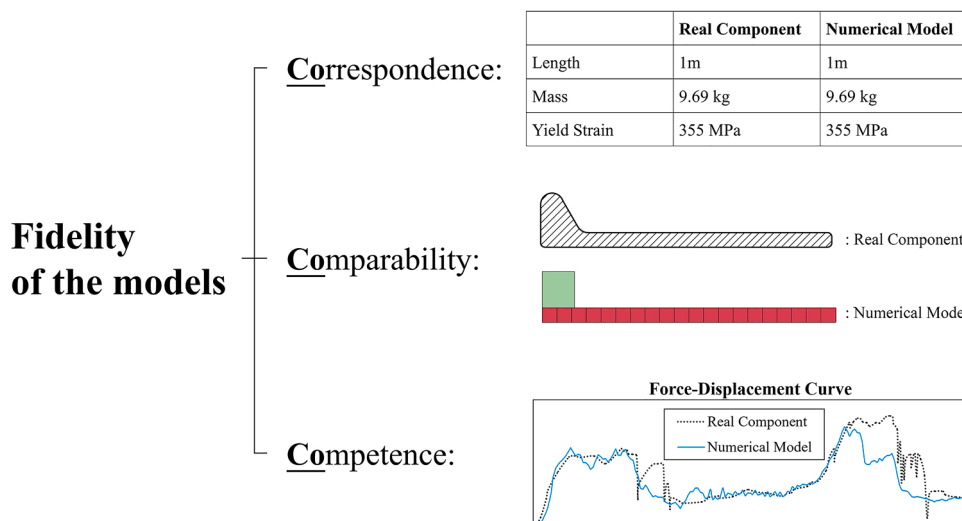 Fidelity
of the models
Correspondence:
Real Component Numerical Model
Length 1m 1m
Mass 9.69 kg 9.69 kg
Yield Strain 355 MPa 355 MPa
Comparability:
: Real Component
: Numerical Mode
Competence:
Force-Displacement Curve
Real Component
Numerical Model